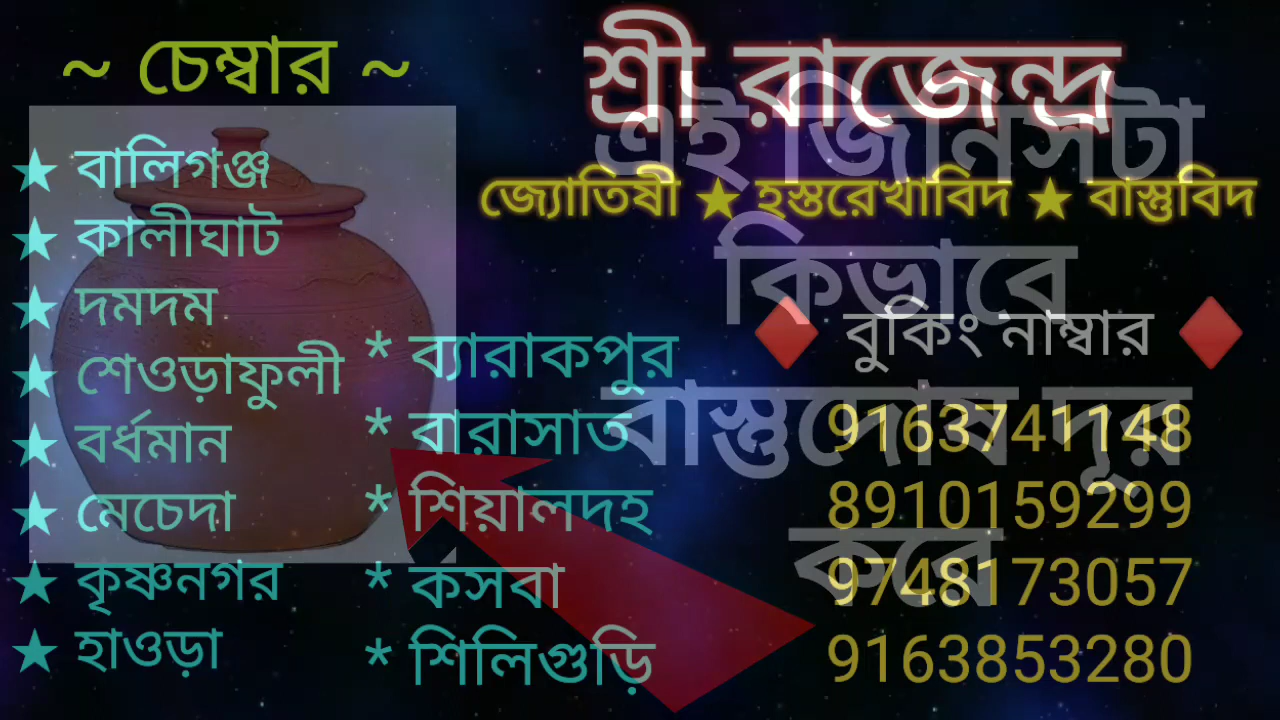 ~ চেম্বার ~
★ বালিগঞ্জ
★ কালীঘাট
★ দমদম
★ শেওড়াফুলী
★ বর্ধমান
★ মেচেদা
★ কৃষ্ণনগর
★ হাওড়া
* ব্যারাকপুর
* বারাসাত
* শিয়ালদহ
* কসবা
* শিলিগুড়ি
শ্রী রাজেন্দ্র
জ্যোতিষী ★ হস্তরেখাবিদ ★ বাস্তুবিদ
বুকিং নাম্বার
9163741148
8910159299
9748173057
9163853280
এই জিনিসটা
কিভাবে
বাস্তুদোষ দূর
করে